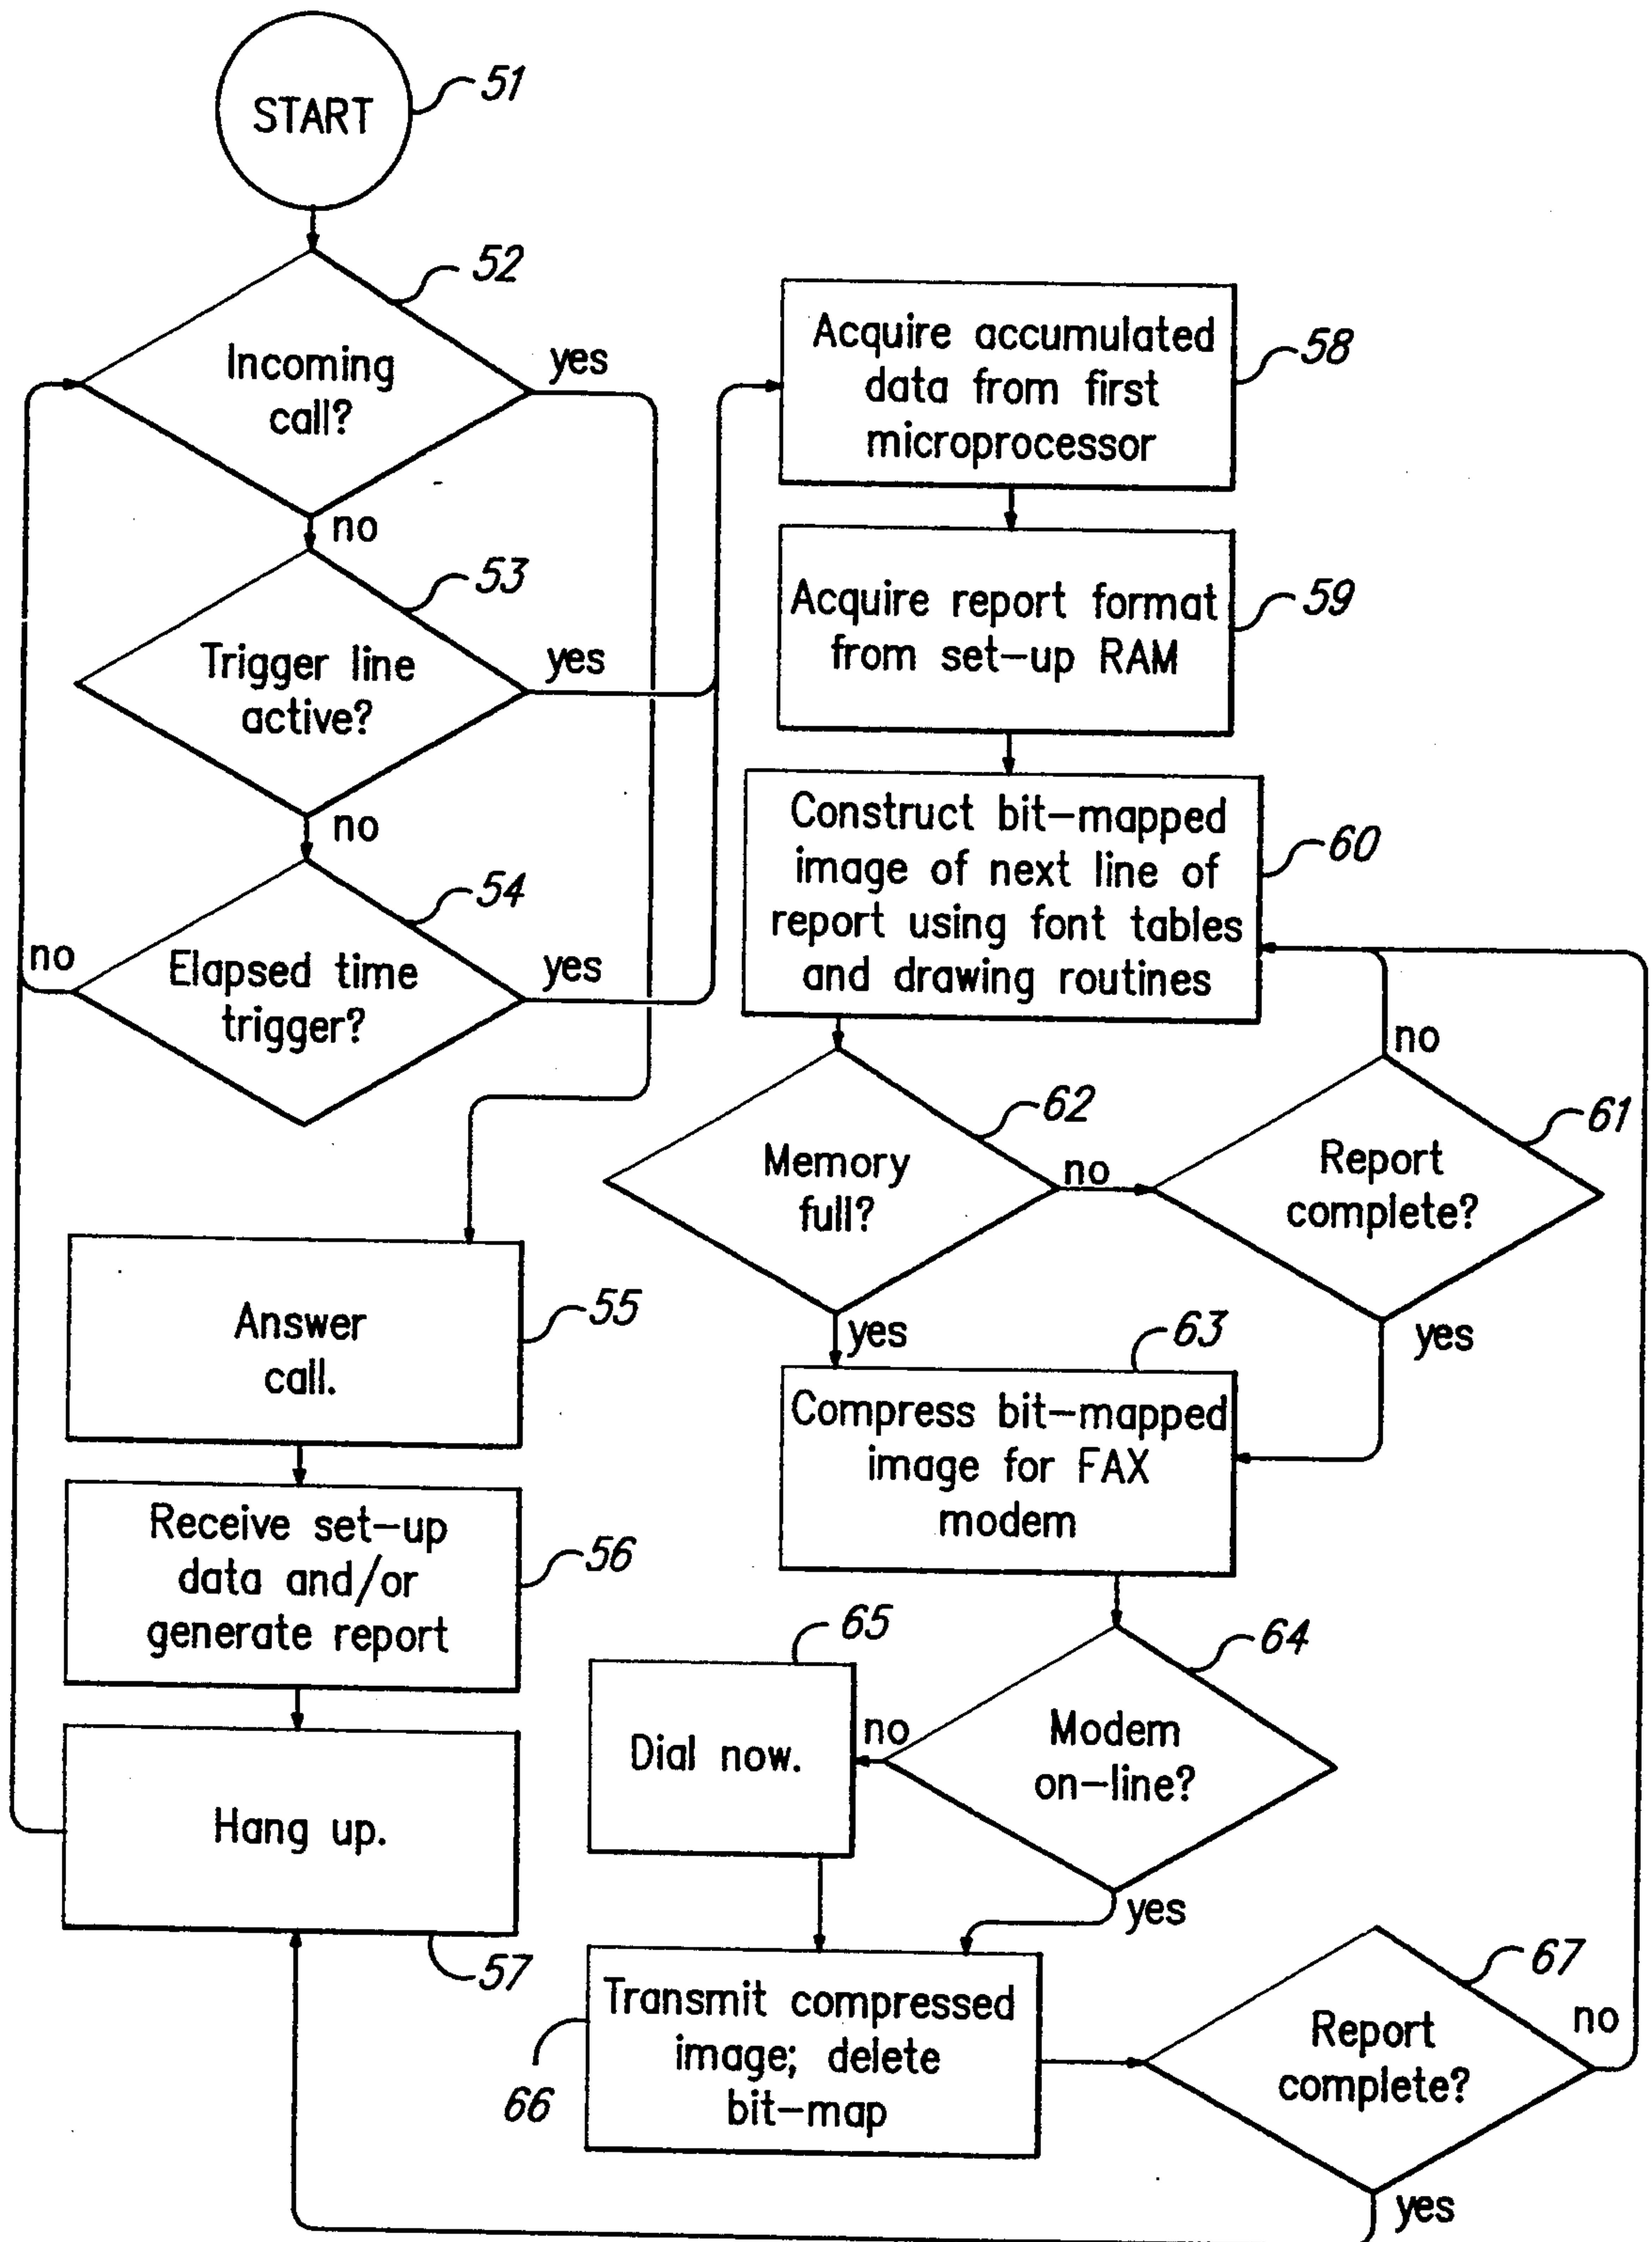 START
51
52
Incoming
call?
yes
no
53
Trigger line
active?
yes
no
54
Elapsed time
trigger?
no
yes
Answer
call.
55
Receive set-up
data and/or
generate report
56
Hang up.
57
Acquire accumulated
data from first
microprocessor
58
Acquire report format
from set-up RAM
59
Construct bit-mapped
image of next line of
report using font tables
and drawing routines
60
Memory
full?
62
no
yes
Report
complete?
61
no
yes
63
Compress bit-mapped
image for FAX
modem
64
Modem
on-line?
no
yes
65
Dial now.
Transmit compressed
image; delete
bit-map
66
67
Report
complete?
no
yes